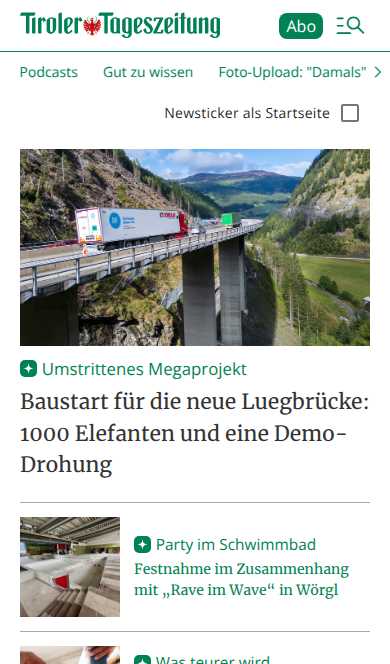 Tiroler Tageszeitung
Abo
Podcasts Gut zu wissen Foto-Upload: "Damals"
Newsticker als Startseite
Umstrittenes Megaprojekt
Baustart für die neue Luegbrücke:
1000 Elefanten und eine Demo-
Drohung
Party im Schwimmbad
Festnahme im Zusammenhang
mit „Rave im Wave“ in Wörgl
Was teurer wird